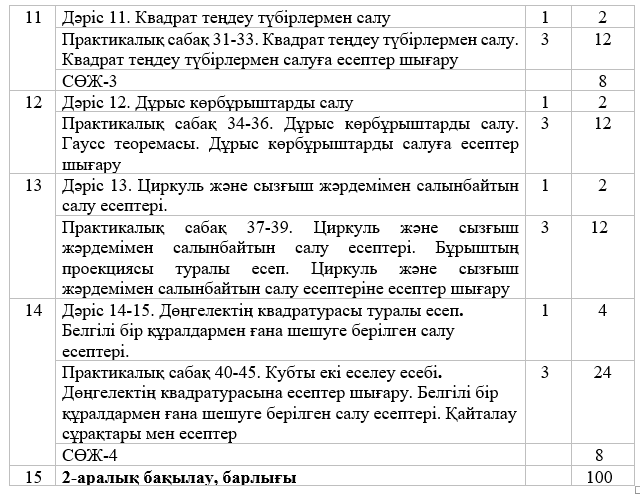 11 Дәріс 11. Квадрат теңдеу түбірлермен салу 1 2
Практикалық сабақ 31-33. Квадрат теңдеу түбірлермен салу. 3 12
Квадрат теңдеу түбірлермен салуға есептер шығару
СӨЖ-3 8
12 Дәріс 12. Дұрыс көрбұрыштарды салу 1 2
Практикалық сабақ 34-36. Дұрыс көрбұрыштарды салу. 3 12
Гаусс теоремасы. Дұрыс көрбұрыштарды салуға есептер
шығару
13 Дәріс 13. Циркуль және сызғыш жәрдемімен салынбайтын 1 2
салу есептері.
Практикалық сабақ 37-39. Циркуль және сызғыш 3 12
жәрдемімен салынбайтын салу есептері. Бұрыштың
проекциясы туралы есеп. Циркуль және сызғыш
жәрдемімен салынбайтын салу есептеріне есептер шығару
14 Дәріс 14-15. Дөңгелектің квадратурасы туралы есеп. 1 4
Белгілі бір құралдармен ғана шешуге берілген салу
есептері.
Практикалық сабақ 40-45. Кубты екі еселеу есебі. 3 24
Дөңгелектің квадратурасына есептер шығару. Белгілі бір
құралдармен ғана шешуге берілген салу есептері. Қайталау
сұрақтары мен есептер
СӨЖ-4 8
15 2-аралық бақылау, барлығы 100